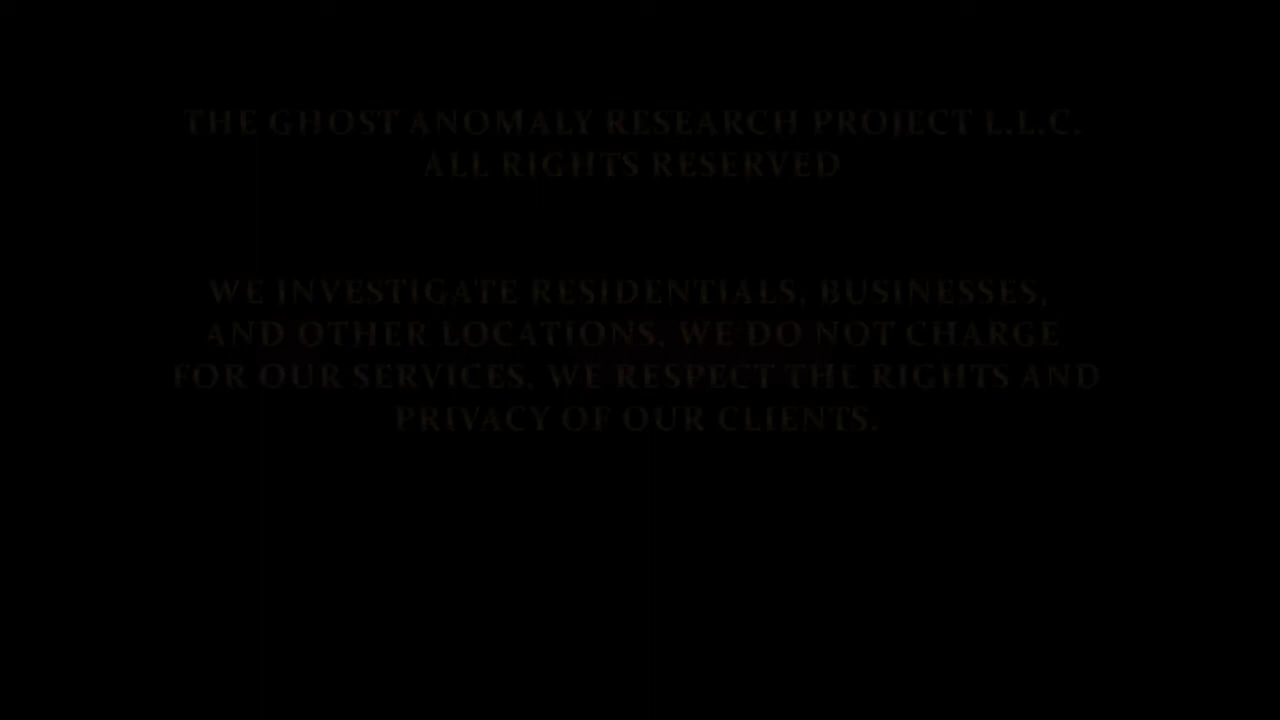 THE GHOST ANOMALY RESEARCH PROJECT L.L.C.
ALL RIGHTS RESERVED
WE INVESTIGATE RESIDENTIALS, BUSINESSES,
AND OTHER LOCATIONS. WE DO NOT CHARGE
FOR OUR SERVICES. WE RESPECT THE RIGHTS AND
PRIVACY OF OUR CLIENTS.